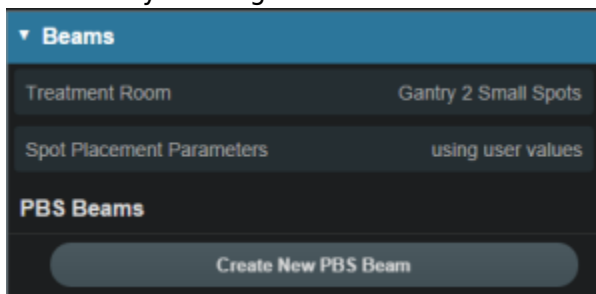 ▼ Beams
Treatment Room Gantry 2 Small Spots
Spot Placement Parameters using user values
PBS Beams
Create New PBS Beam